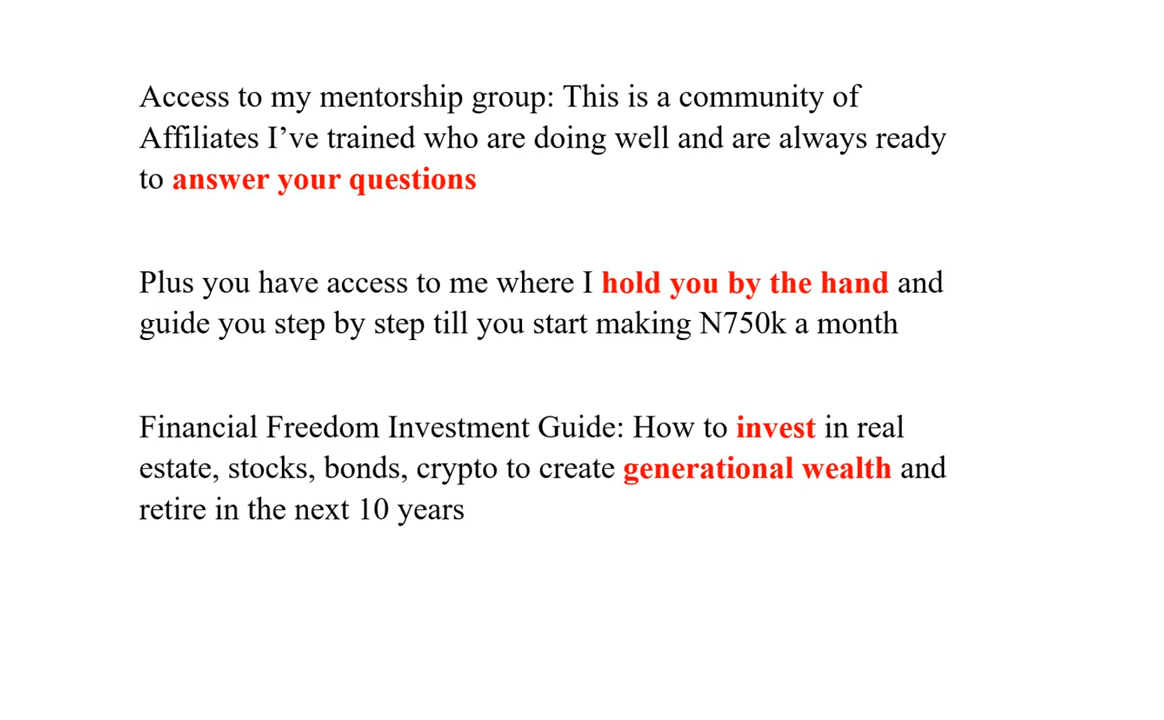 Access to my mentorship group: This is a community of
Affiliates I’ve trained who are doing well and are always ready
to answer your questions
Plus you have access to me where I hold you by the hand and
guide you step by step till you start making N750k a month
Financial Freedom Investment Guide: How to invest in real
estate, stocks, bonds, crypto to create generational wealth and
retire in the next 10 years